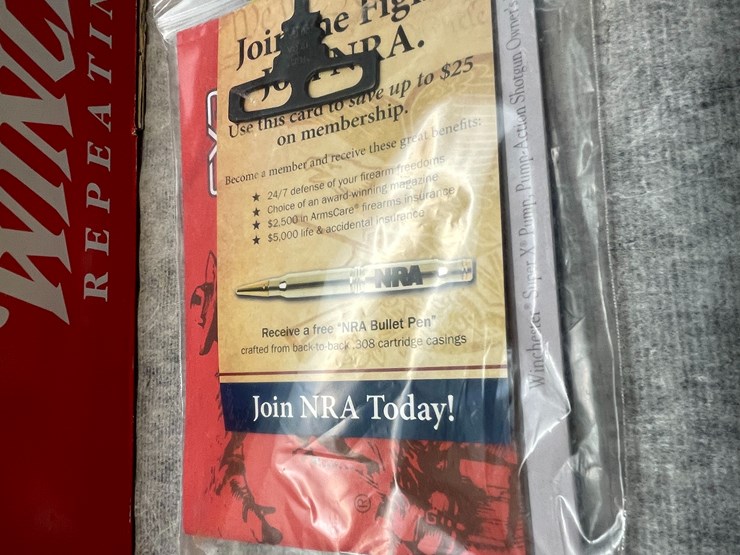 WINC
REPEATIN
Join the Fig
JOIN NRA.
Use this card to save up to $25
on membership.
Become a member and receive these great benefits:
★ 24/7 defense of your firearm freedoms
★ Choice of an award-winning magazine
★ $2,500 in ArmsCare® firearms insurance
★ $5,000 life & accidental insurance
NRA
Receive a free "NRA Bullet Pen"
crafted from back-to-back .308 cartridge casings
Join NRA Today!
Winchester® Super X® Pump, Pump-Action Shotgun Owner's
®